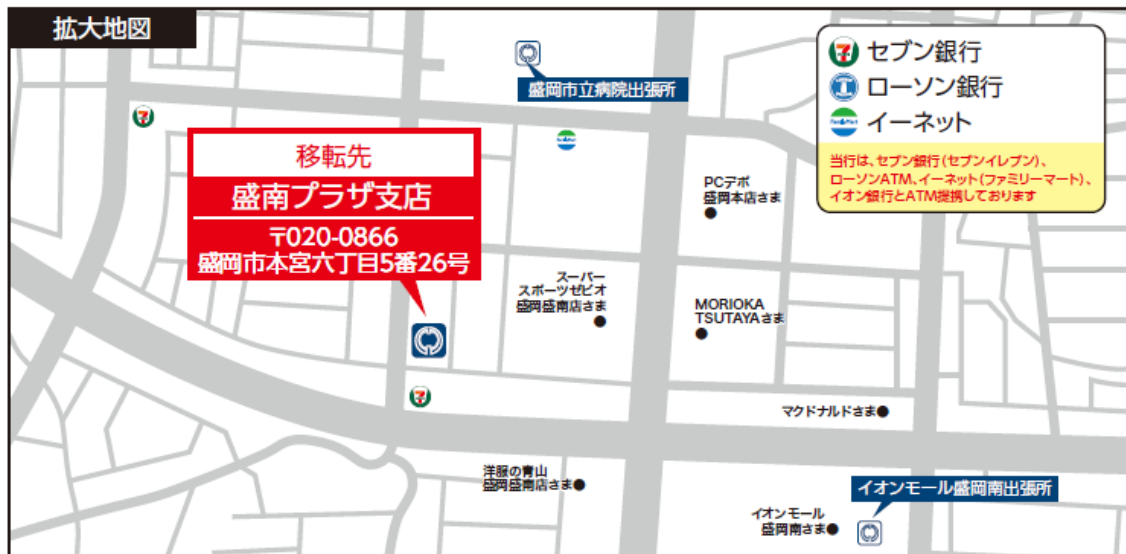 拡大地図
盛岡市立病院出張所
セブン銀行
ローソン銀行
イーネット
当行は、セブン銀行(セブンイレブン)、
ローソンATM、イーネット(ファミリーマート)、
イオン銀行とATM提携しております
移転先
盛南プラザ支店
〒020-0866
盛岡市本宮六丁目5番26号
PCデポ
盛岡本店さま
スーパー
スポーツゼビオ
盛岡盛南店さま
MORIOKA
TSUTAYAさま
マクドナルドさま
洋服の青山
盛岡盛南店さま
イオンモール盛岡南出張所
イオンモール
盛岡南さま